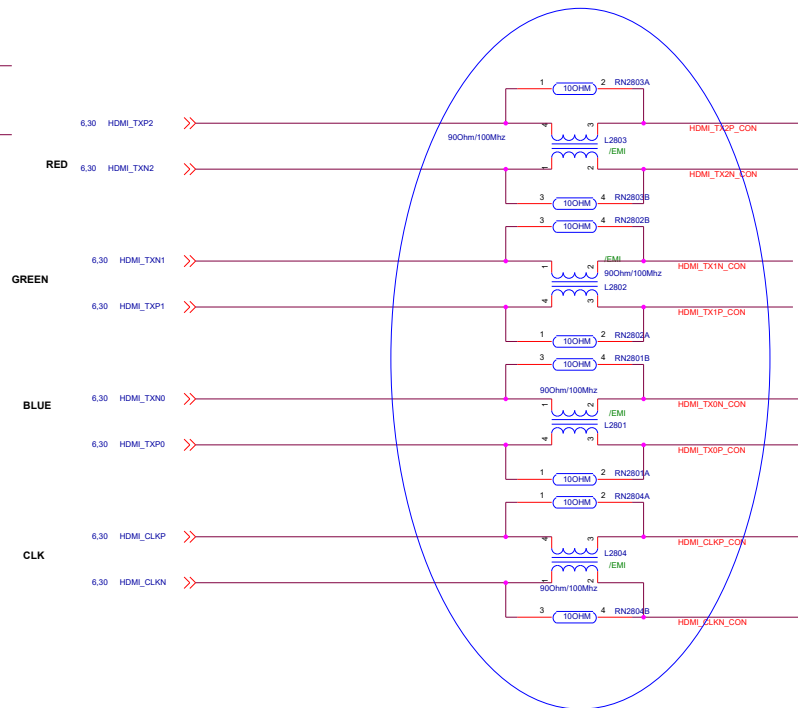 1 10OHM 2 RN2803A
6,30 HDMI_TXP2 4 3 HDMI_TX2P_CON
90Ohm/100Mhz L2803
/EMI
RED 6,30 HDMI_TXN2 1 2 HDMI_TX2N_CON
3 10OHM 4 RN2803B
3 10OHM 4 RN2802B
6,30 HDMI_TXN1 1 2 /EMI HDMI_TX1N_CON
90Ohm/100Mhz
GREEN L2802
6,30 HDMI_TXP1 4 3 HDMI_TX1P_CON
1 10OHM 2 RN2802A
3 10OHM 4 RN2801B
90Ohm/100Mhz
BLUE 6,30 HDMI_TXN0 1 2 HDMI_TX0N_CON
/EMI
L2801
6,30 HDMI_TXP0 4 3 HDMI_TX0P_CON
1 10OHM 2 RN2801A
1 10OHM 2 RN2804A
6,30 HDMI_CLKP 4 3 HDMI_CLKP_CON
CLK L2804
/EMI
6,30 HDMI_CLKN 1 2
90Ohm/100Mhz
3 10OHM 4 RN2804B
HDMI_CLKN_CON